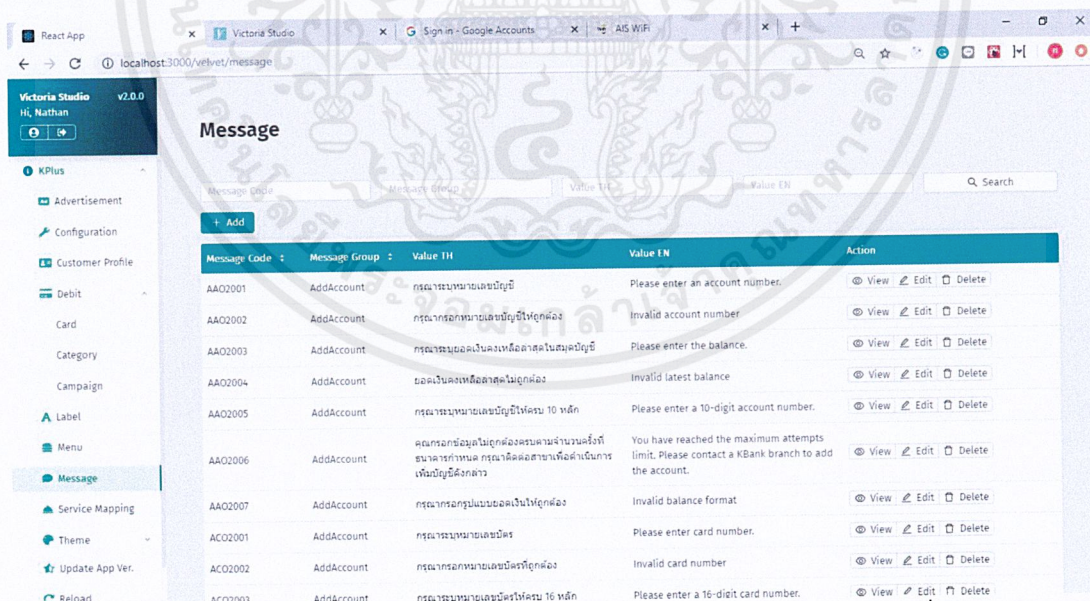 React App
Victoria Studio
Sign in - Google Accounts
AIS WiFi
localhost:3000/velvet/message
Victoria Studio v2.0.0
Hi, Nathan
KPlus
Advertisement
Configuration
Customer Profile
Debit
Card
Category
Campaign
Label
Menu
Message
Service Mapping
Theme
Update App Ver.
Reload
Message
Message Code Message Group Value TH Value EN Search
+ Add
Message Code Message Group Value TH Value EN Action
AAO2001 AddAccount กรุณาระบุหมายเลขบัญชี Please enter an account number. View Edit Delete
AAO2002 AddAccount กรุณากรอกหมายเลขบัญชีให้ถูกต้อง Invalid account number View Edit Delete
AAO2003 AddAccount กรุณาระบุยอดเงินคงเหลือล่าสุดในสมุดบัญชี Please enter the balance. View Edit Delete
AAO2004 AddAccount ยอดเงินคงเหลือล่าสุดไม่ถูกต้อง Invalid latest balance View Edit Delete
AAO2005 AddAccount กรุณาระบุหมายเลขบัญชีให้ครบ 10 หลัก Please enter a 10-digit account number. View Edit Delete
คุณกรอกข้อมูลไม่ถูกต้องครบตามจำนวนครั้งที่ You have reached the maximum attempts
AAO2006 AddAccount ธนาคารกำหนด กรุณาติดต่อสาขาเพื่อดำเนินการ limit. Please contact a KBank branch to add View Edit Delete
เพิ่มบัญชีดังกล่าว the account.
AAO2007 AddAccount กรุณากรอกรูปแบบยอดเงินให้ถูกต้อง Invalid balance format View Edit Delete
ACO2001 AddAccount กรุณาระบุหมายเลขบัตร Please enter card number. View Edit Delete
ACO2002 AddAccount กรุณากรอกหมายเลขบัตรที่ถูกต้อง Invalid card number View Edit Delete
ACO2003 AddAccount กรุณาระบุหมายเลขบัตรให้ครบ 16 หลัก Please enter a 16-digit card number. View Edit Delete